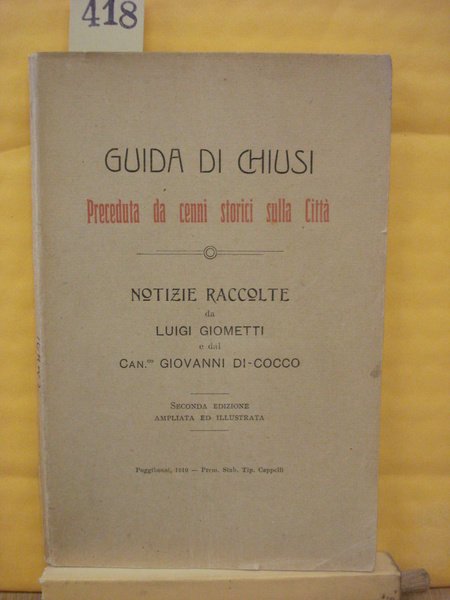 418
GUIDA DI CHIUSI
Preceduta da cenni storici sulla Città
NOTIZIE RACCOLTE
da
LUIGI GIOMETTI
e dal
CAN.co GIOVANNI DI-COCCO
SECONDA EDIZIONE
AMPLIATA ED ILLUSTRATA
Poggibonsi, 1910 — Prem. Stab. Tip. Cappelli